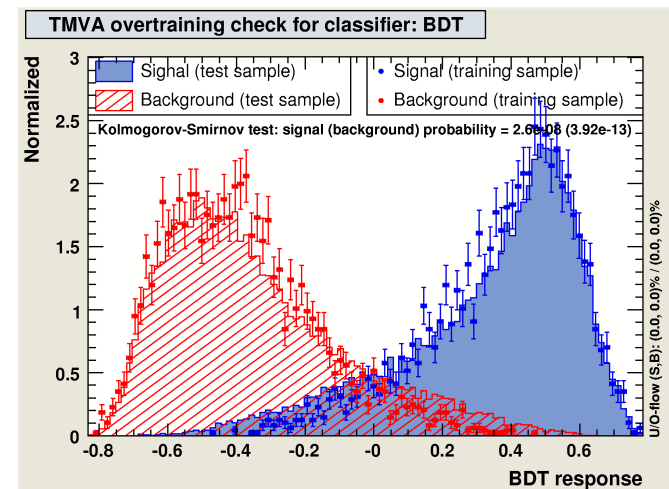 TMVA overtraining check for classifier: BDT
Normalized
3
2.5
2
1.5
1
0.5
0
Signal (test sample)
Background (test sample)
Signal (training sample)
Background (training sample)
Kolmogorov-Smirnov test: signal (background) probability = 2.6e-08 (3.92e-13)
-0.8 -0.6 -0.4 -0.2 -0 0.2 0.4 0.6
BDT response
U/O-flow (S,B): (0.0, 0.0)% / (0.0, 0.0)%